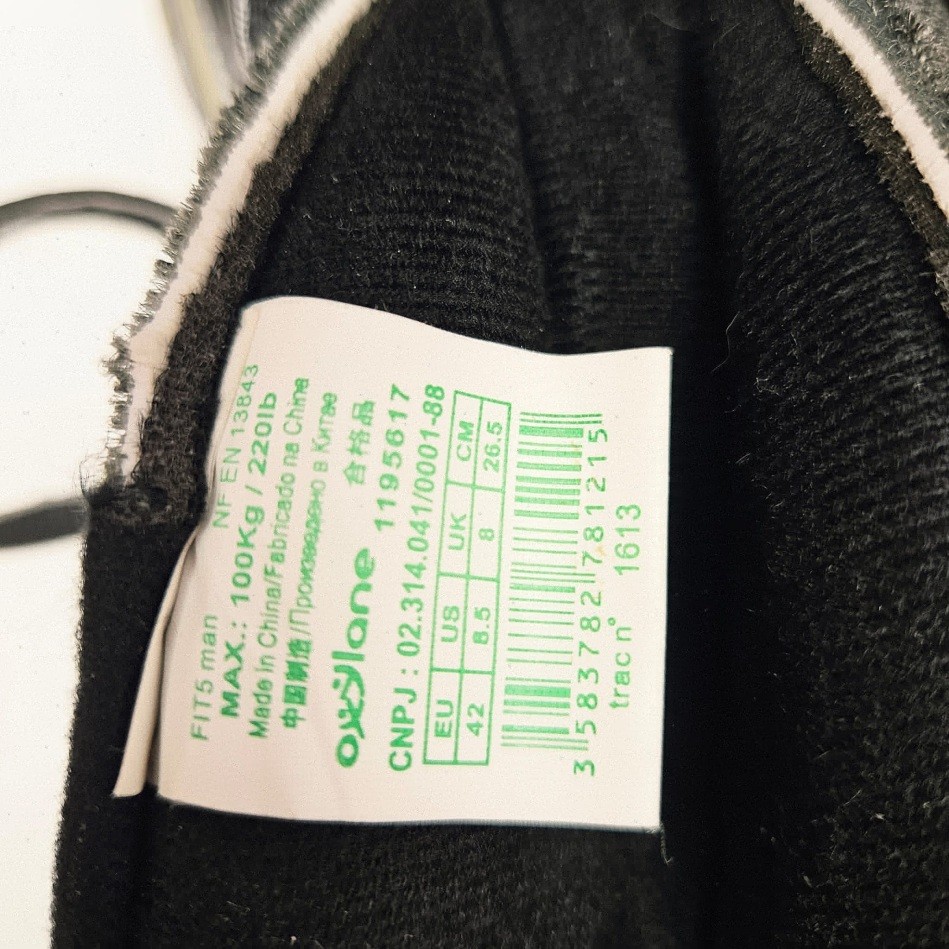 FIT5 man NF EN 13843
MAX.: 100Kg / 220lb
Made in China/Fabricado na China
中国制造/Произведено в Китае
oxylane 合格品
1195617
CNPJ : 02.314.041/0001-88
EU US UK CM
42 8.5 8 26.5
3 583782 781215
trac n° 1613